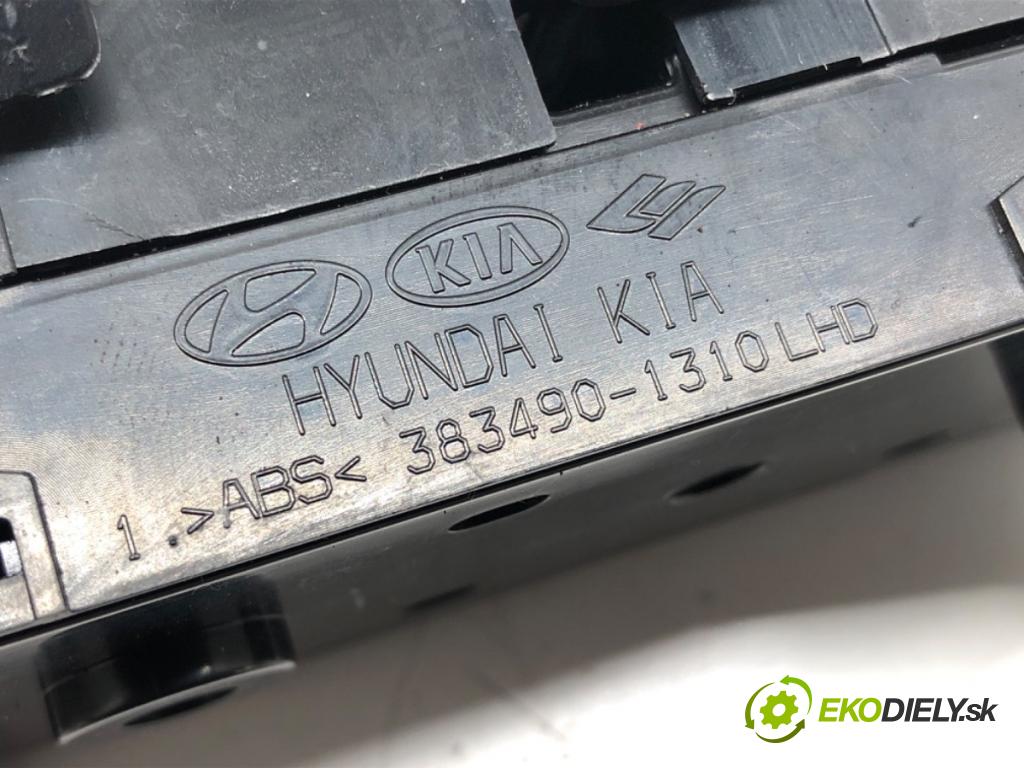 KIA
HYUNDAI KIA
1.>ABS< 383490-1310LHD
EKODIELY.sk